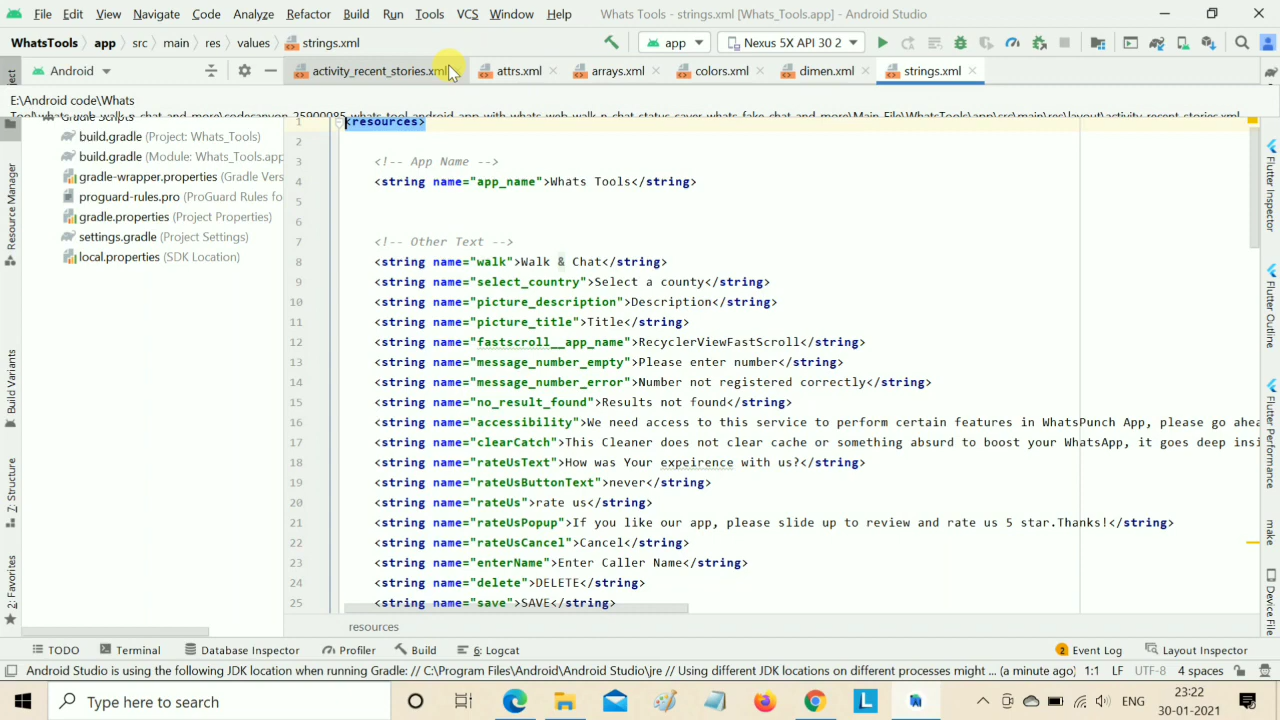 File Edit View Navigate Code Analyze Refactor Build Run Tools VCS Window Help Whats Tools - strings.xml [Whats_Tools.app] - Android Studio
WhatsTools app src main res values strings.xml app Nexus 5X API 30 2
Android activity_recent_stories.xml attrs.xml arrays.xml colors.xml dimen.xml strings.xml
E:\Android code\Whats
build.gradle (Project: Whats_Tools)
build.gradle (Module: Whats_Tools.app
gradle-wrapper.properties (Gradle Vers
proguard-rules.pro (ProGuard Rules fo
gradle.properties (Project Properties)
settings.gradle (Project Settings)
local.properties (SDK Location)
Resource Manager
Build Variants
Z: Structure
2: Favorites
1 <resources>
2
3 <!-- App Name -->
4 <string name="app_name">Whats Tools</string>
5
6
7 <!-- Other Text -->
8 <string name="walk">Walk & Chat</string>
9 <string name="select_country">Select a county</string>
10 <string name="picture_description">Description</string>
11 <string name="picture_title">Title</string>
12 <string name="fastscroll__app_name">RecyclerViewFastScroll</string>
13 <string name="message_number_empty">Please enter number</string>
14 <string name="message_number_error">Number not registered correctly</string>
15 <string name="no_result_found">Results not found</string>
16 <string name="accessibility">We need access to this service to perform certain features in WhatsPunch App, please go ahea
17 <string name="clearCatch">This Cleaner does not clear cache or something absurd to boost your WhatsApp, it goes deep insi
18 <string name="rateUsText">How was Your expeirence with us?</string>
19 <string name="rateUsButtonText">never</string>
20 <string name="rateUs">rate us</string>
21 <string name="rateUsPopup">If you like our app, please slide up to review and rate us 5 star.Thanks!</string>
22 <string name="rateUsCancel">Cancel</string>
23 <string name="enterName">Enter Caller Name</string>
24 <string name="delete">DELETE</string>
25 <string name="save">SAVE</string>
resources
Flutter Inspector
Flutter Outline
Flutter Performance
make
Device File
TODO Terminal Database Inspector Profiler Build 6: Logcat 2 Event Log Layout Inspector
Android Studio is using the following JDK location when running Gradle: // C:\Program Files\Android\Android Studio\jre // Using different JDK locations on different processes might ... (a minute ago) 1:1 LF UTF-8 4 spaces
Type here to search L ENG 23:22
30-01-2021